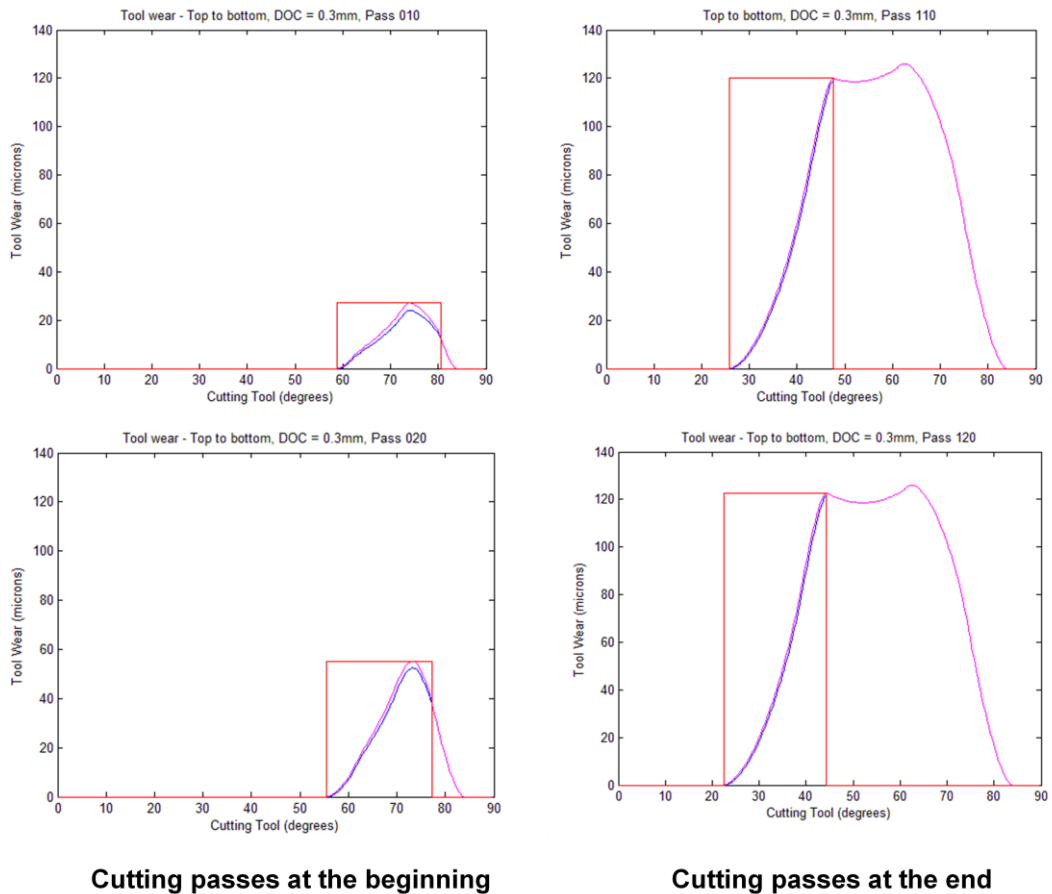 Tool wear - Top to bottom, DOC = 0.3mm, Pass 010
140
120
100
80
60
40
20
0
Tool Wear (microns)
0 10 20 30 40 50 60 70 80 90
Cutting Tool (degrees)
Top to bottom, DOC = 0.3mm, Pass 110
140
120
100
80
60
40
20
0
Tool Wear (microns)
0 10 20 30 40 50 60 70 80 90
Cutting Tool (degrees)
Tool wear - Top to bottom, DOC = 0.3mm, Pass 020
140
120
100
80
60
40
20
0
Tool Wear (microns)
0 10 20 30 40 50 60 70 80 90
Cutting Tool (degrees)
Tool wear - Top to bottom, DOC = 0.3mm, Pass 120
140
120
100
80
60
40
20
0
Tool Wear (microns)
0 10 20 30 40 50 60 70 80 90
Cutting Tool (degrees)
Cutting passes at the beginning
Cutting passes at the end